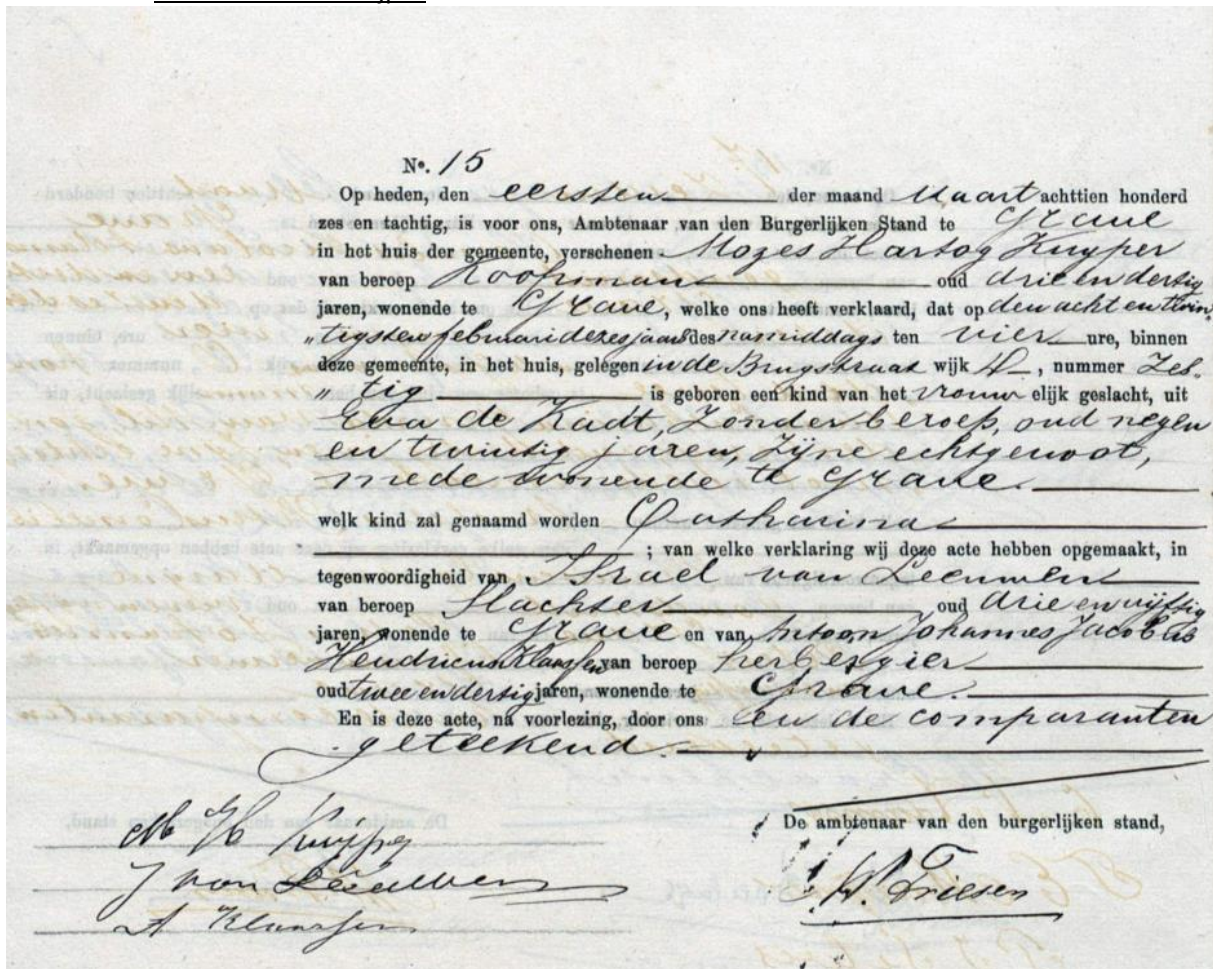 No. 15
Op heden, den eersten der maand Maart achttien honderd
zes en tachtig, is voor ons, Ambtenaar van den Burgerlijken Stand te Grave
in het huis der gemeente, verschenen Mozes Hartog Kuyper
van beroep Koopman oud drie en dertig
jaren, wonende te Grave, welke ons heeft verklaard, dat op den acht en twin„
„tigsten februari dezes jaars des namiddags ten vier ure, binnen
deze gemeente, in het huis, gelegen in de Brugstraat wijk A, nummer Zeb„
„tig is geboren een kind van het vrouw elijk geslacht, uit
Eva de Kadt, Zonder beroep, oud negen
en twintig jaren, Zijne echtgenoot,
mede wonende te Grave.
welk kind zal genaamd worden Catharina
; van welke verklaring wij deze acte hebben opgemaakt, in
tegenwoordigheid van Israel van Leeuwen
van beroep Slachter oud drie en vijftig
jaren, wonende te Grave en van Antoon Johannes Jacobus
Hendricus Klaassen van beroep herbergier
oud twee en dertig jaren, wonende te Grave.
En is deze acte, na voorlezing, door ons en de comparanten
geteekend.
De ambtenaar van den burgerlijken stand,
M H Kuyper
J van Leeuwen
W. Friesen
A Klaassen